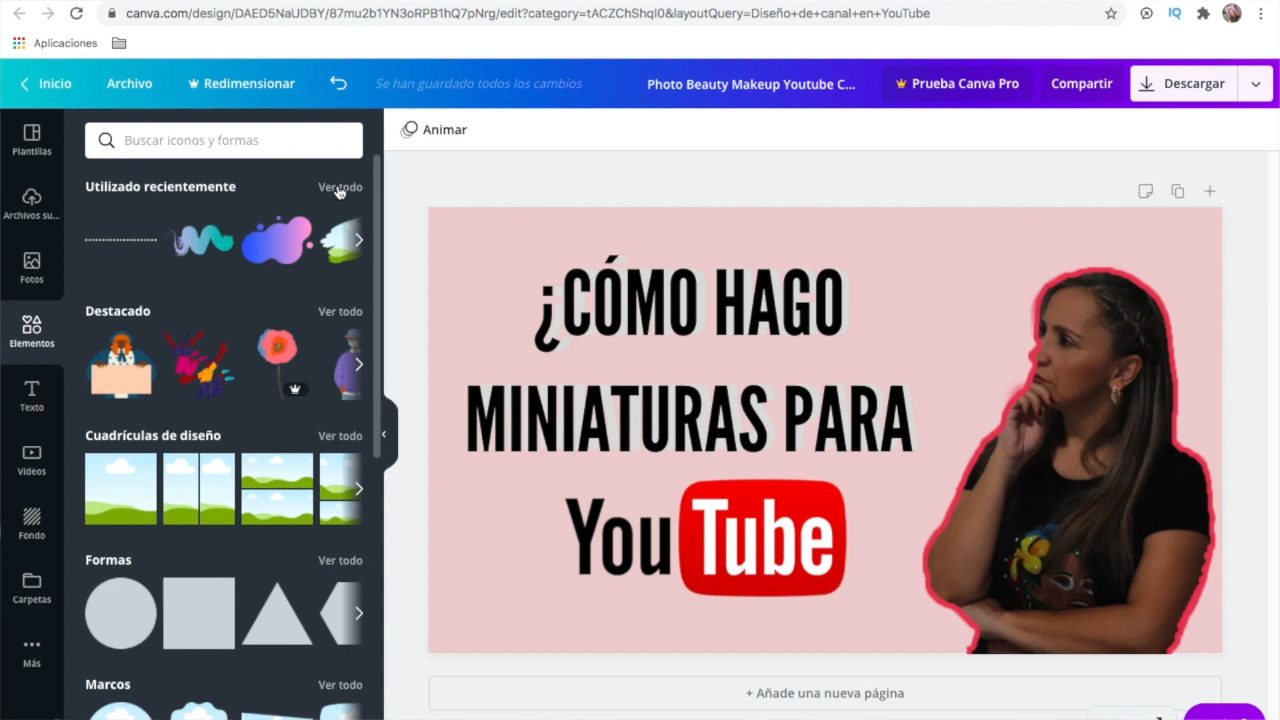 canva.com/design/DAED5NaUDBY/87mu2b1YN3oRPB1hQ7pNrg/edit?category=tACZChShqI0&layoutQuery=Diseño+de+canal+en+YouTube
IQ
Aplicaciones
Inicio
Archivo
Redimensionar
Se han guardado todos los cambios
Photo Beauty Makeup Youtube C...
Prueba Canva Pro
Compartir
Descargar
Plantillas
Archivos su...
Fotos
Elementos
Texto
Vídeos
Fondo
Carpetas
Más
Buscar iconos y formas
Utilizado recientemente
Ver todo
Destacado
Ver todo
Cuadrículas de diseño
Ver todo
Formas
Ver todo
Marcos
Ver todo
Animar
¿CÓMO HAGO
MINIATURAS PARA
YouTube
+ Añade una nueva página